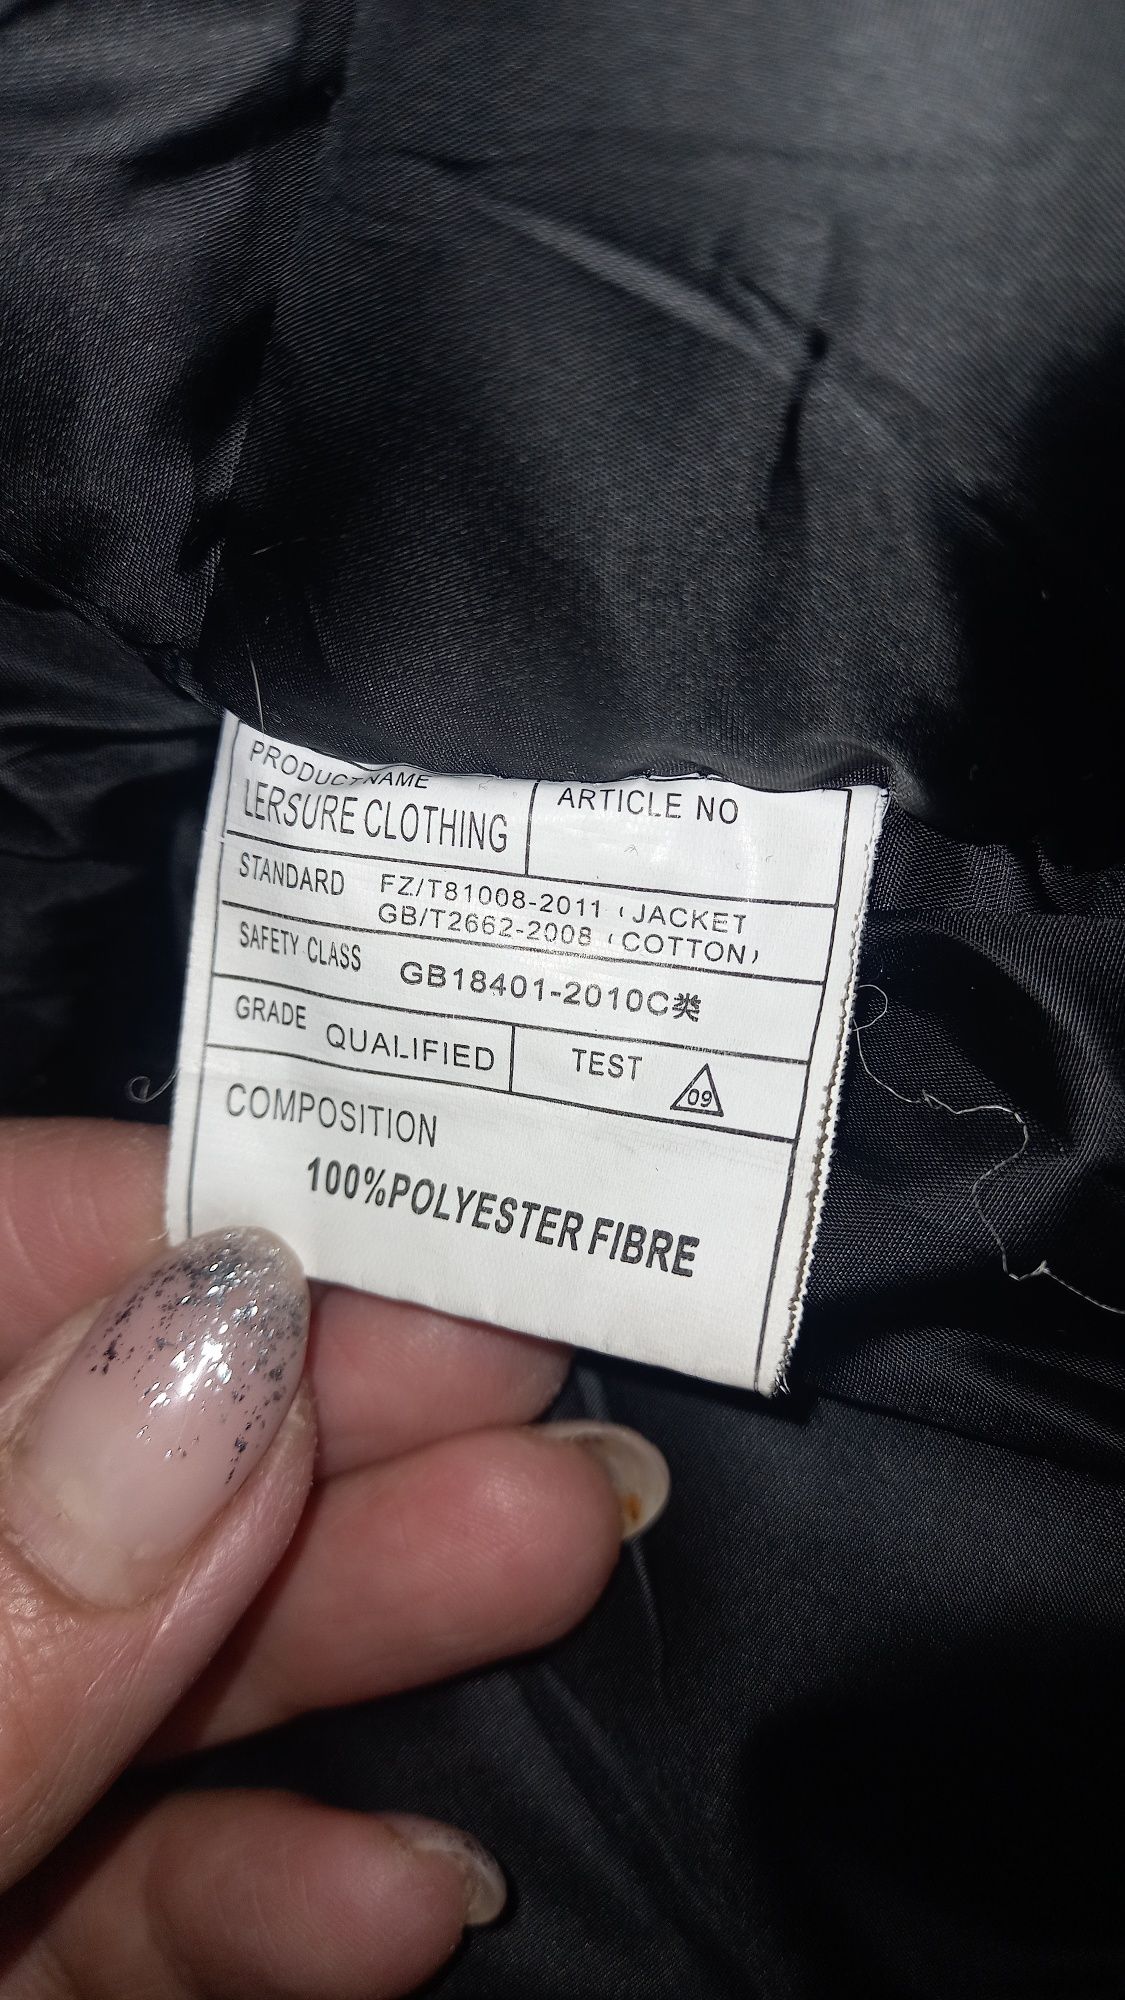 PRODUCT NAME
LERSURE CLOTHING
ARTICLE NO
STANDARD
FZ/T81008-2011 (JACKET
GB/T2662-2008 (COTTON)
SAFETY CLASS
GB18401-2010C类
GRADE
QUALIFIED
TEST
09
COMPOSITION
100%POLYESTER FIBRE